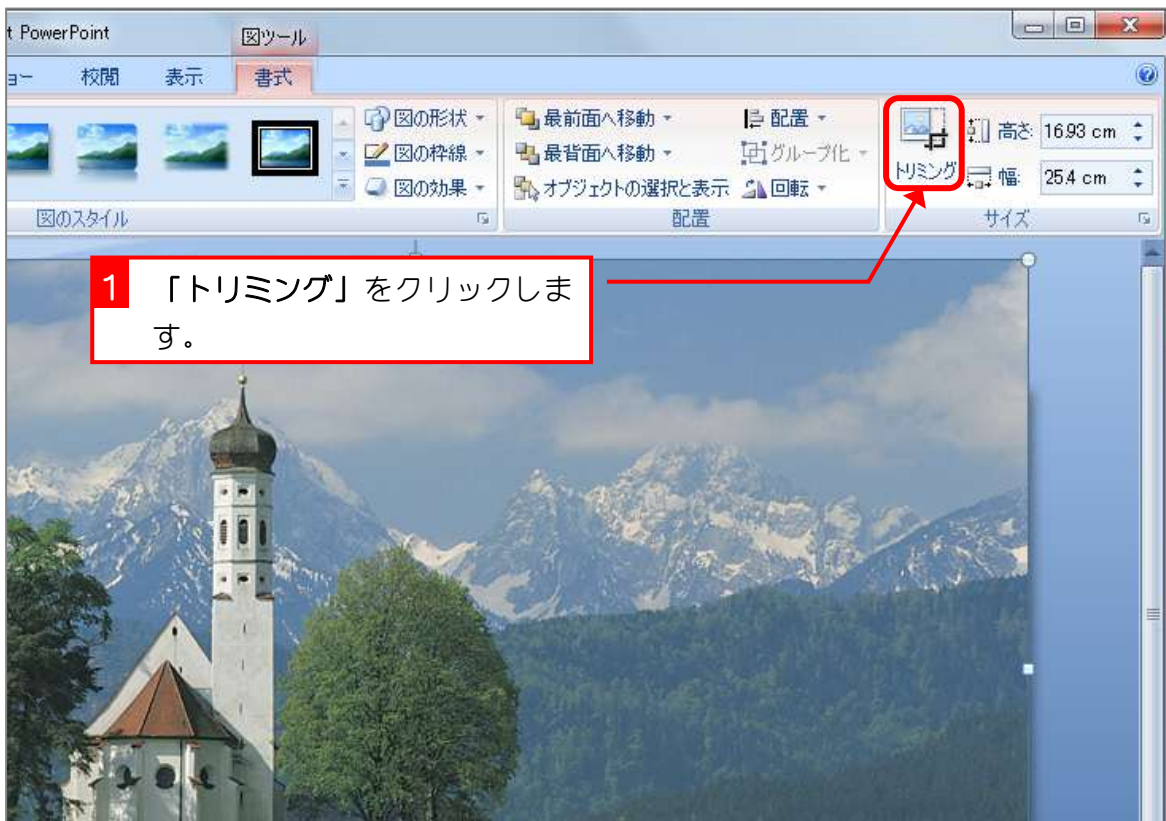 t PowerPoint
図ツール
ョー 校閲 表示 書式
図の形状 最前面へ移動 配置
図の枠線 最背面へ移動 グループ化
図の効果 オブジェクトの選択と表示 回転
トリミング
高さ: 16.93 cm
幅: 25.4 cm
図のスタイル 配置 サイズ
1 「トリミング」をクリックしま
す。